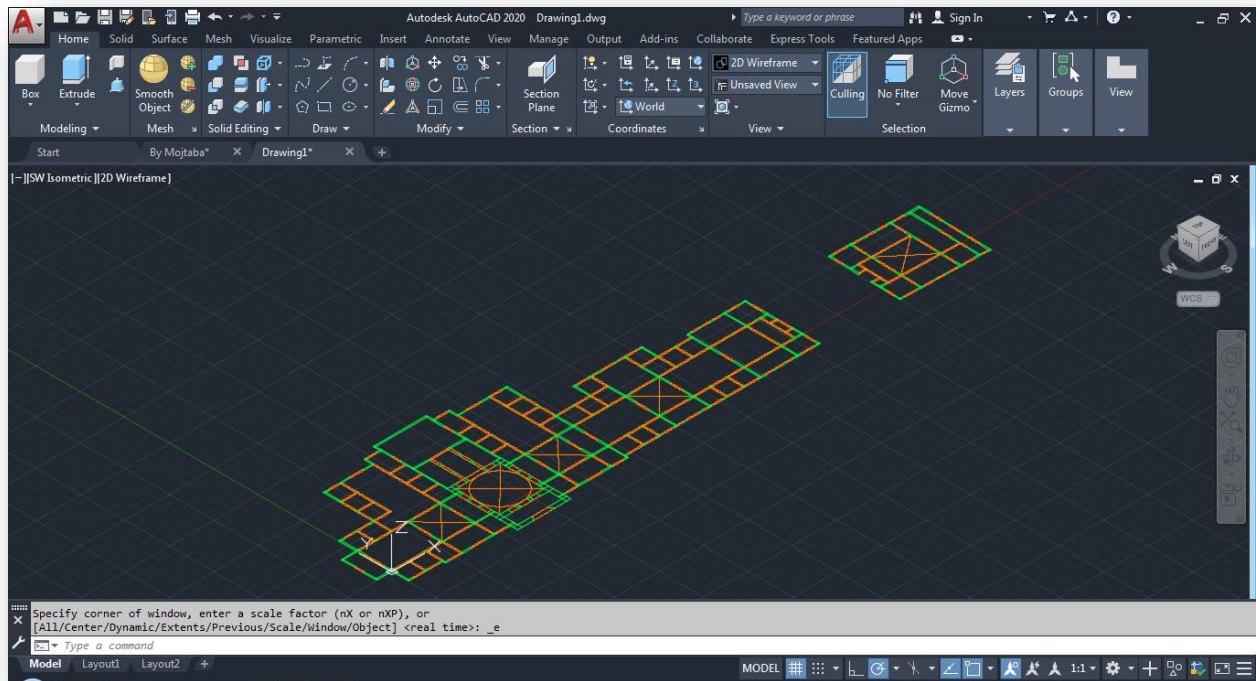 Autodesk AutoCAD 2020 Drawing1.dwg
Type a keyword or phrase
Sign In
Home Solid Surface Mesh Visualize Parametric Insert Annotate View Manage Output Add-ins Collaborate Express Tools Featured Apps
Box
Extrude
Smooth
Object
Section
Plane
2D Wireframe
Unsaved View
World
Culling
No Filter
Move
Gizmo
Layers
Groups
View
Modeling Mesh Solid Editing Draw Modify Section Coordinates View Selection
Start By Mojtaba* Drawing1*
[-][SW Isometric][2D Wireframe]
TOP
LEFT
FRONT
W
S
WCS
Z
Y
X
Specify corner of window, enter a scale factor (nX or nXP), or
[All/Center/Dynamic/Extents/Previous/Scale/Window/Object] <real time>: _e
Type a command
Model Layout1 Layout2 +
MODEL
1:1